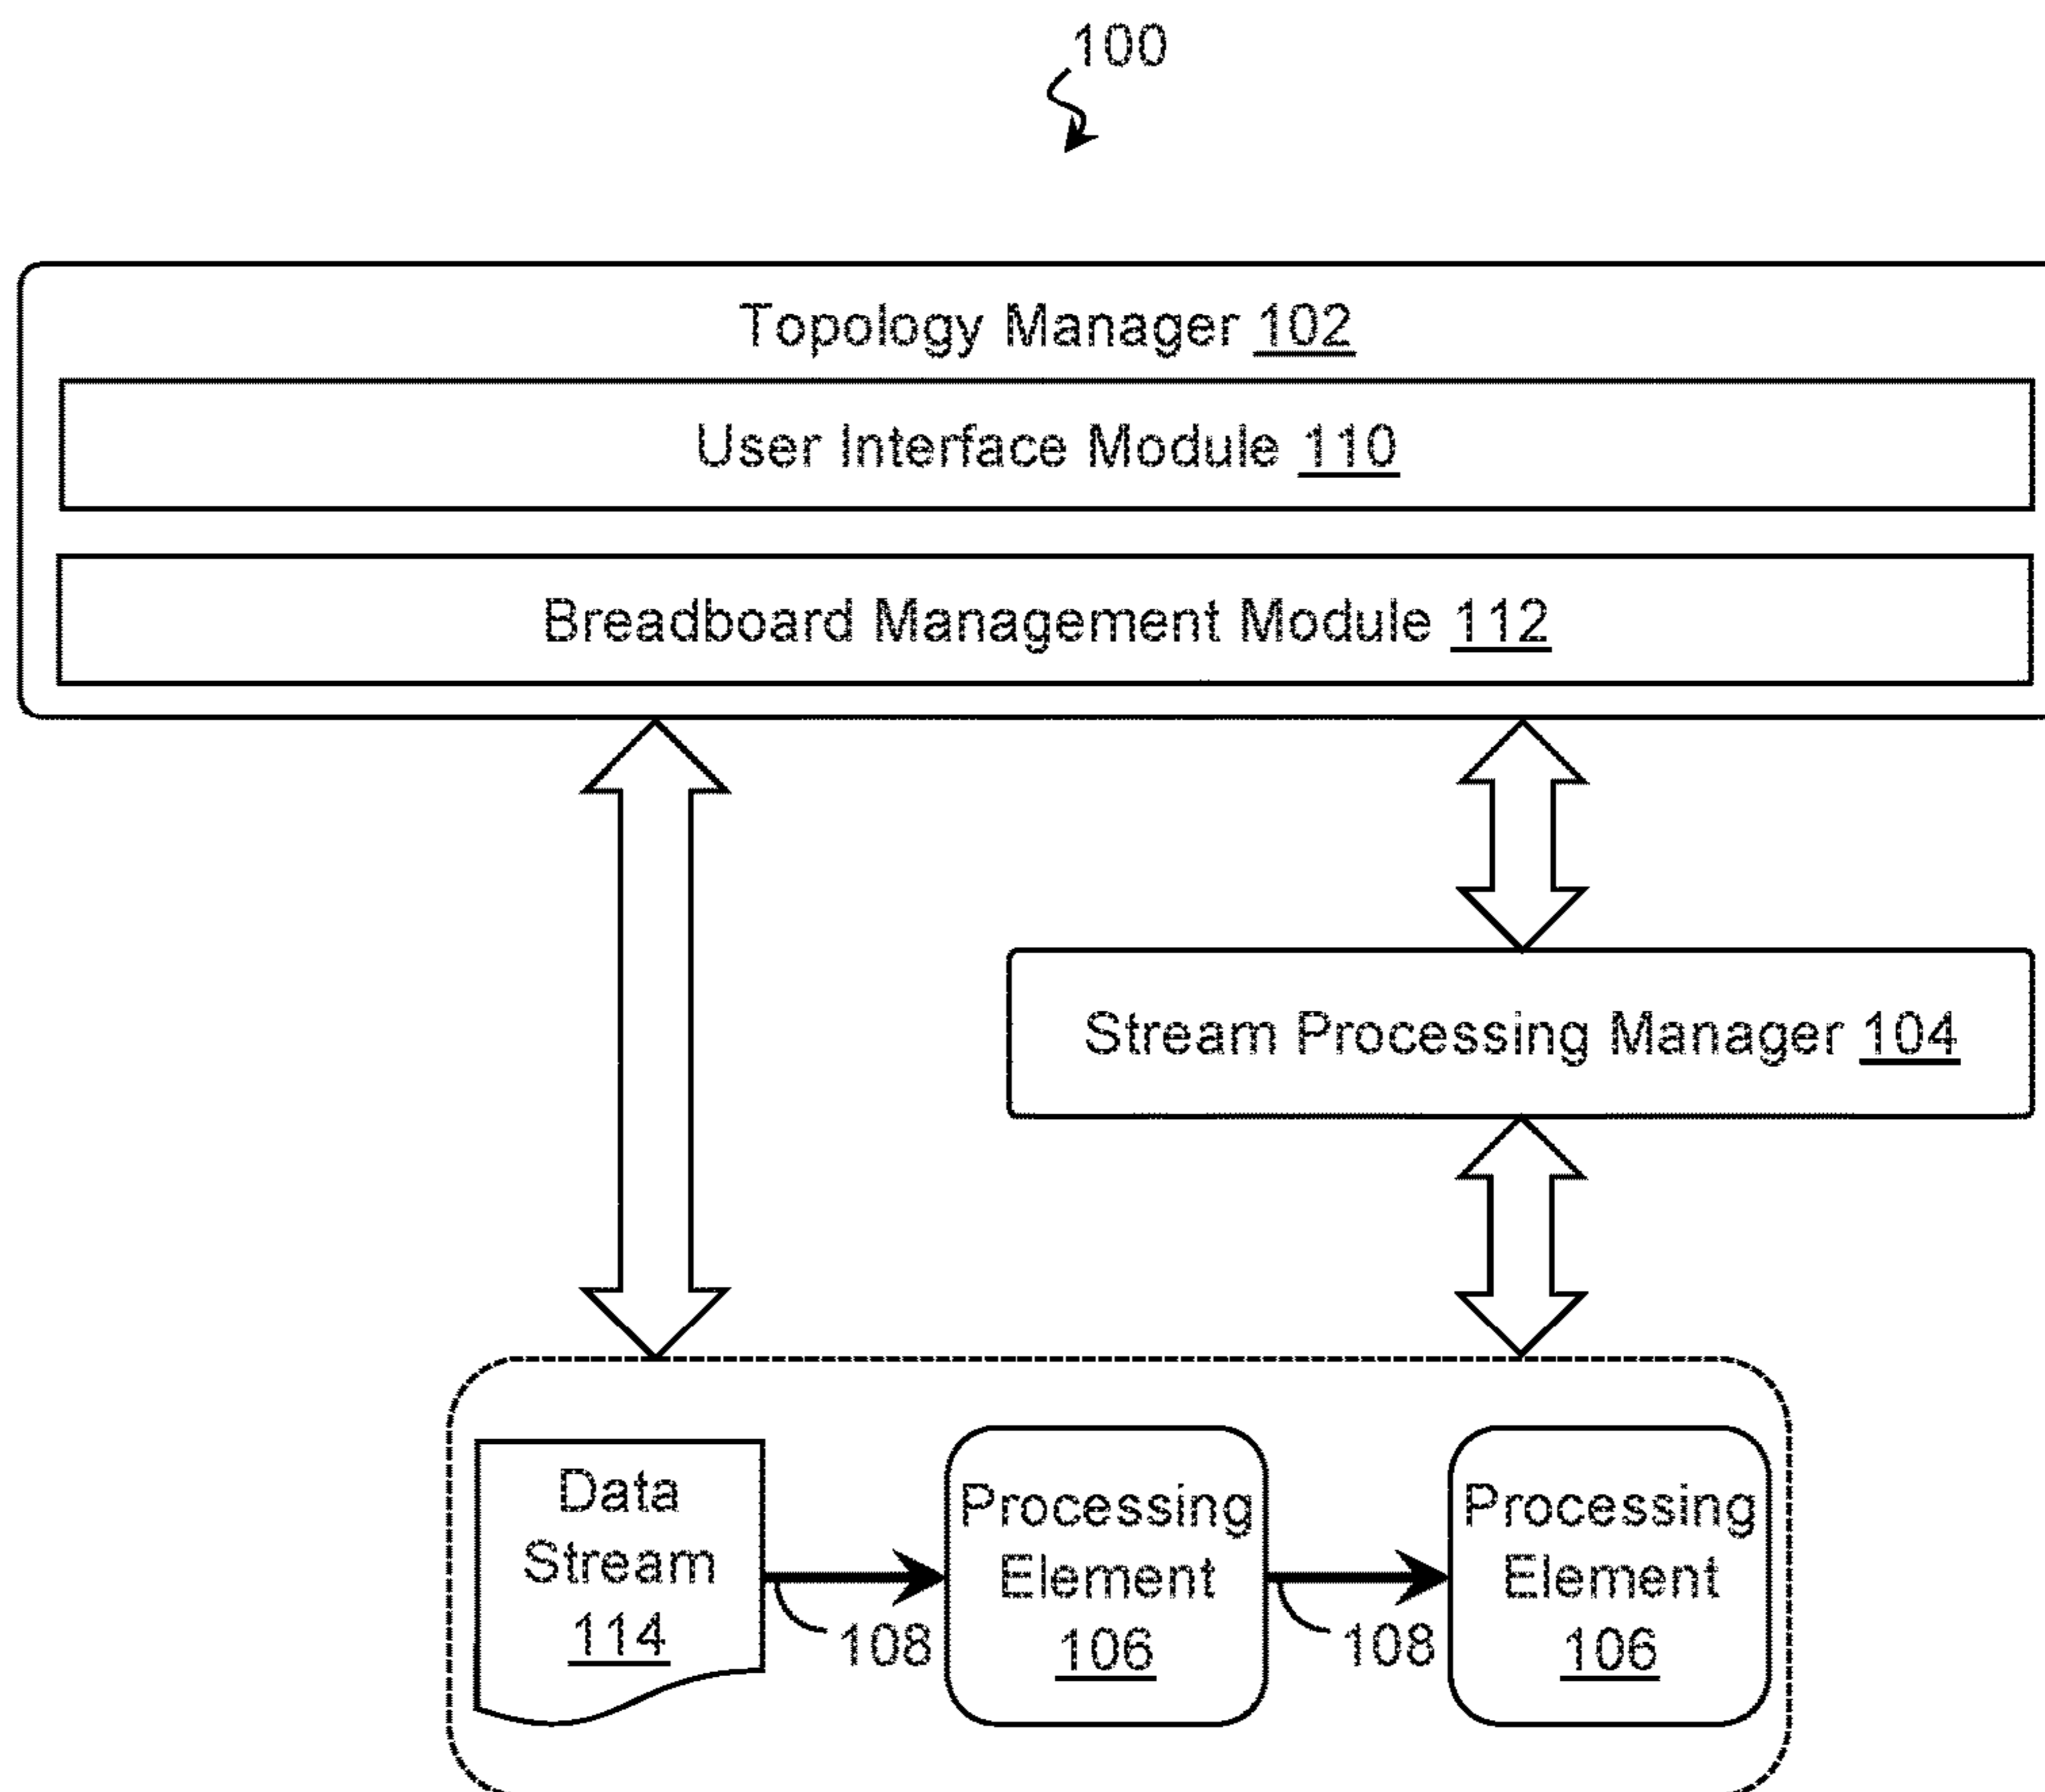 100
Topology Manager 102
User Interface Module 110
Breadboard Management Module 112
Stream Processing Manager 104
Data
Stream
114
108
Processing
Element
106
108
Processing
Element
106